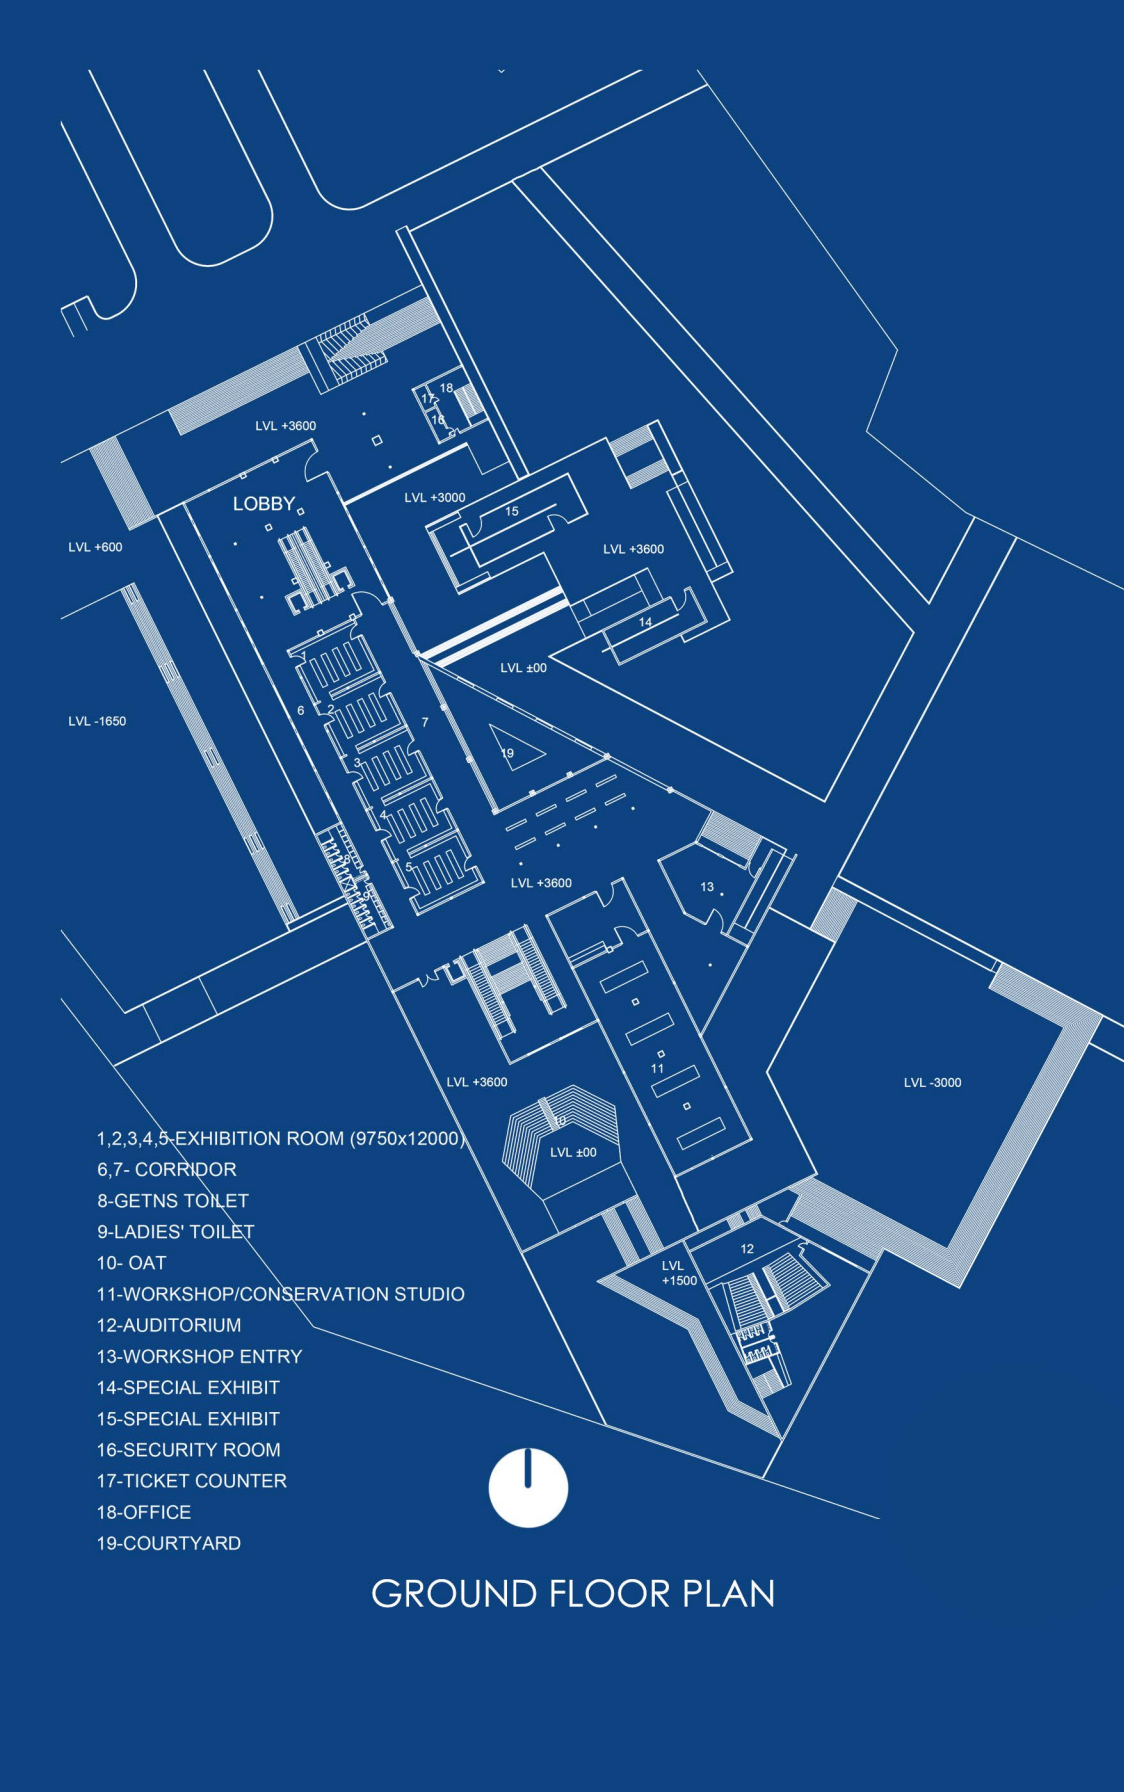 18
17
16
LVL +3600
LVL +3000
LOBBY
15
LVL +600
LVL +3600
14
1
LVL ±00
6
2
7
LVL -1650
19
3
4
8
5
LVL +3600
13
9
11
LVL +3600
LVL -3000
10
LVL ±00
1,2,3,4,5-EXHIBITION ROOM (9750x12000)
6,7- CORRIDOR
8-GETNS TOILET
9-LADIES' TOILET
12
10- OAT
LVL
+1500
11-WORKSHOP/CONSERVATION STUDIO
12-AUDITORIUM
13-WORKSHOP ENTRY
14-SPECIAL EXHIBIT
15-SPECIAL EXHIBIT
16-SECURITY ROOM
17-TICKET COUNTER
18-OFFICE
19-COURTYARD
GROUND FLOOR PLAN